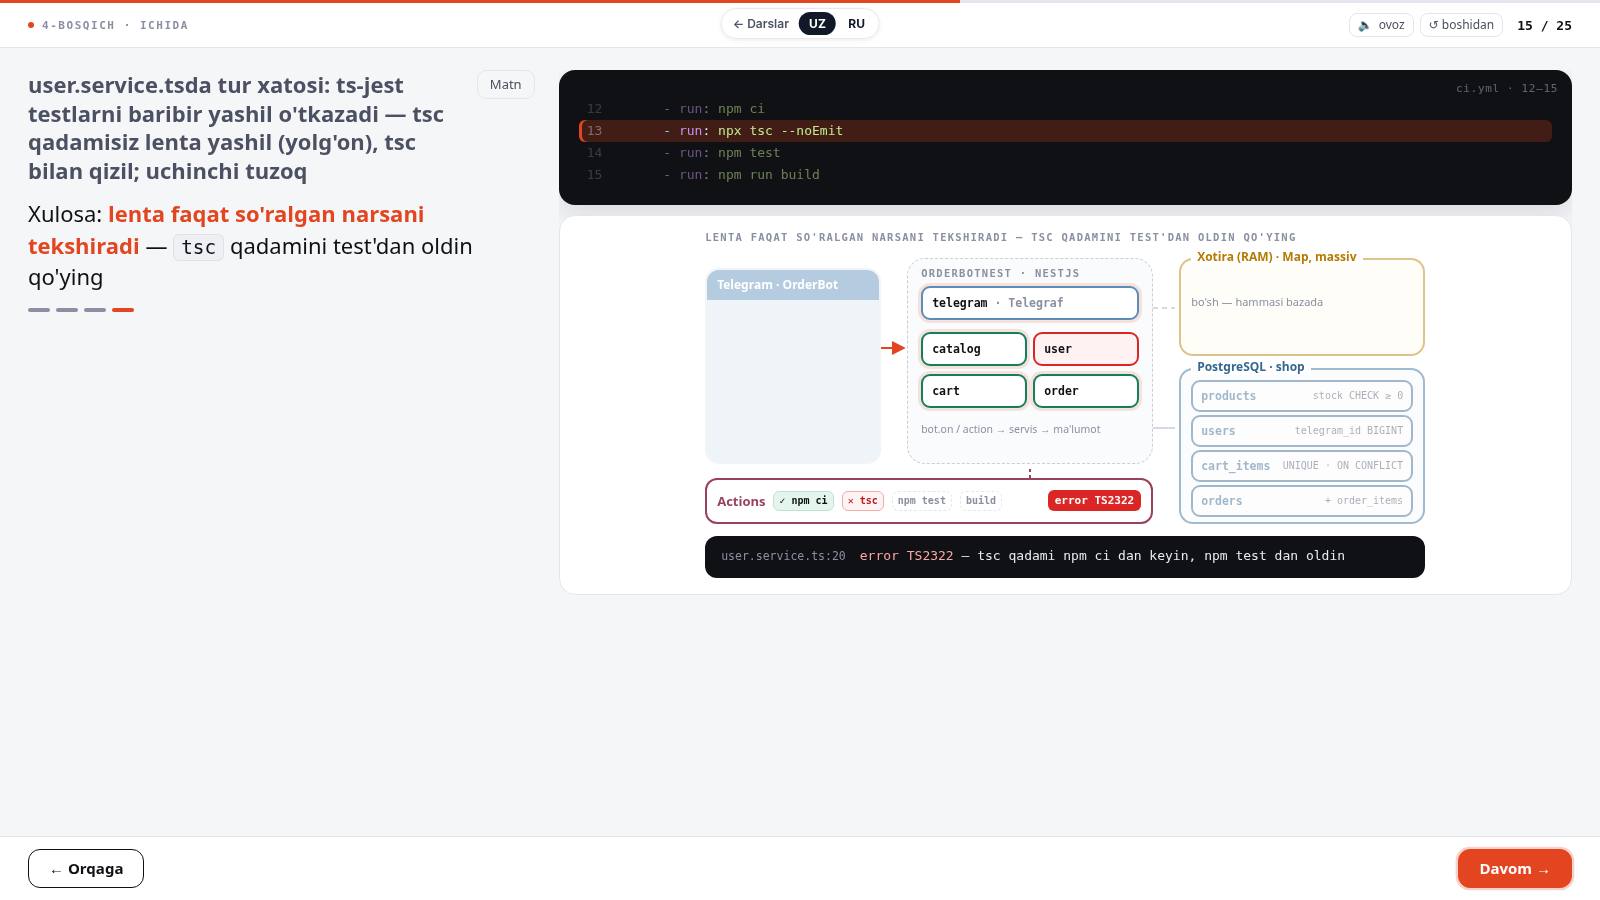 4-BOSQICH · ICHIDA
← Darslar UZ RU
🔈 ovoz
↺ boshidan
15 / 25
user.service.tsda tur xatosi: ts-jest
testlarni baribir yashil o'tkazadi — tsc
qadamisiz lenta yashil (yolg'on), tsc
bilan qizil; uchinchi tuzoq
Matn
Xulosa: lenta faqat so'ralgan narsani
tekshiradi — tsc qadamini test'dan oldin
qo'ying
ci.yml · 12–15
12 - run: npm ci
13 - run: npx tsc --noEmit
14 - run: npm test
15 - run: npm run build
LENTA FAQAT SO'RALGAN NARSANI TEKSHIRADI — TSC QADAMINI TEST'DAN OLDIN QO'YING
Telegram · OrderBot
ORDERBOTNEST · NESTJS
telegram · Telegraf
catalog
user
cart
order
bot.on / action → servis → ma'lumot
Xotira (RAM) · Map, massiv
bo'sh — hammasi bazada
PostgreSQL · shop
products stock CHECK ≥ 0
users telegram_id BIGINT
cart_items UNIQUE · ON CONFLICT
orders + order_items
Actions ✓ npm ci ✕ tsc npm test build error TS2322
user.service.ts:20 error TS2322 — tsc qadami npm ci dan keyin, npm test dan oldin
← Orqaga
Davom →